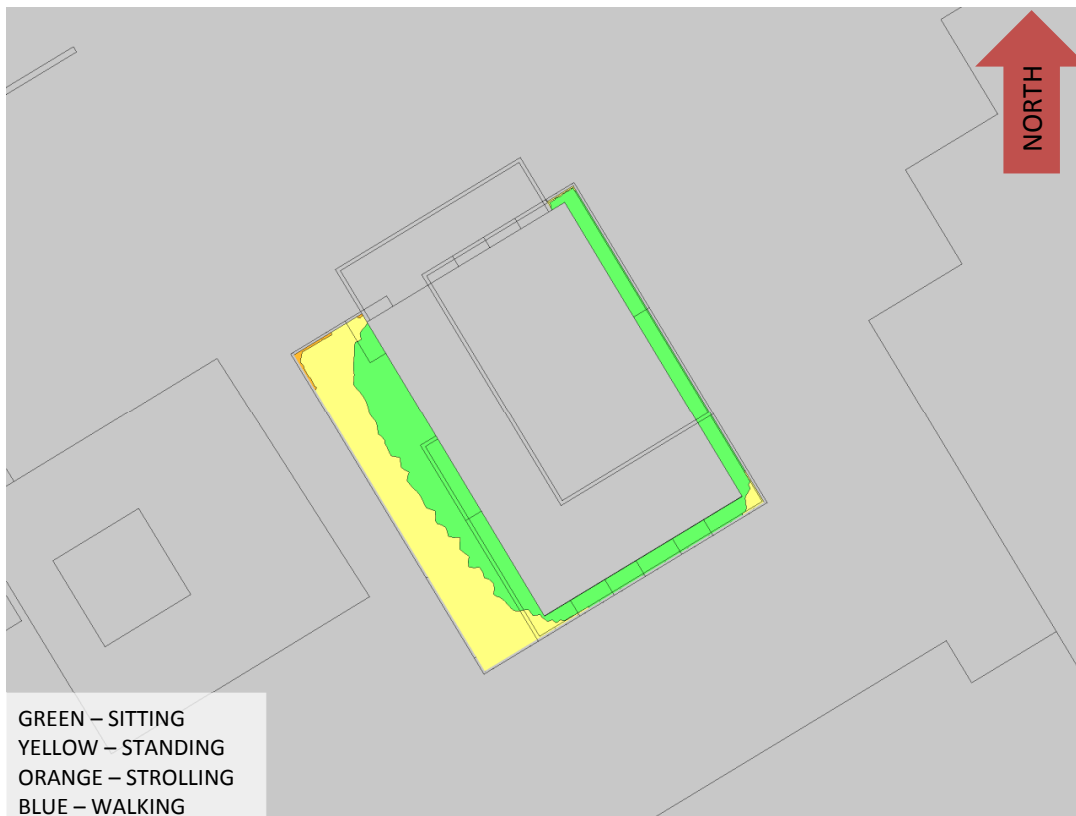 NORTH
GREEN – SITTING
YELLOW – STANDING
ORANGE – STROLLING
BLUE – WALKING